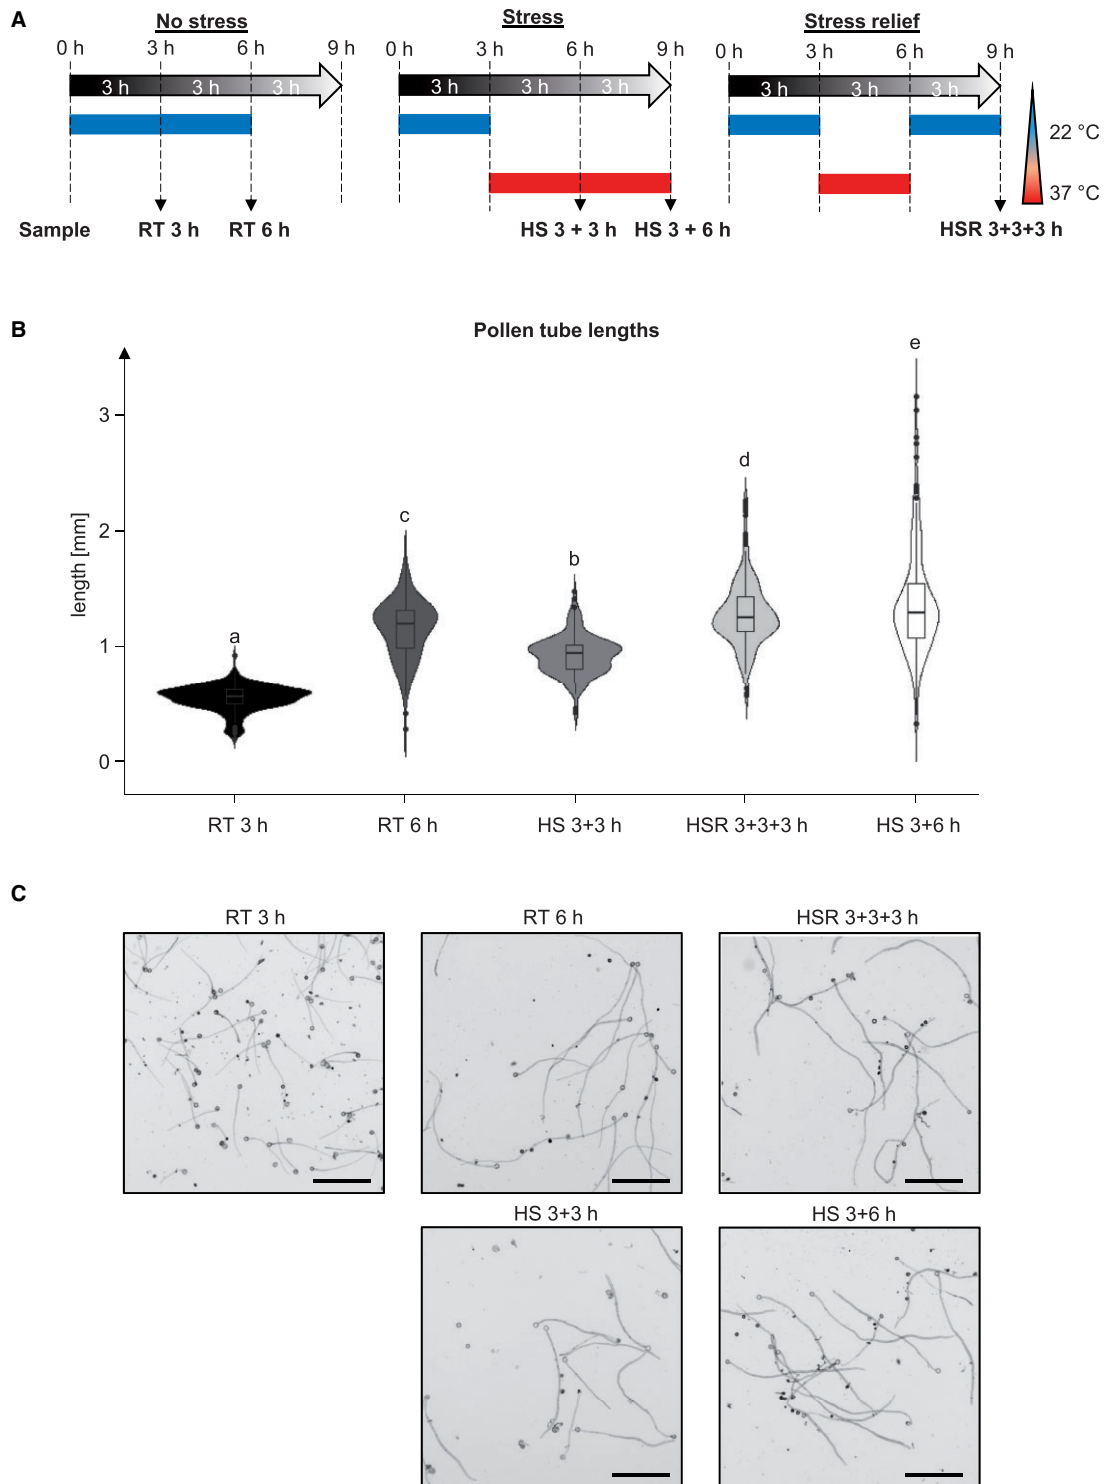 A
No stress
Stress
Stress relief
0 h 3 h 6 h 9 h
0 h 3 h 6 h 9 h
0 h 3 h 6 h 9 h
3 h 3 h 3 h
3 h 3 h 3 h
3 h 3 h 3 h
22 °C
37 °C
Sample RT 3 h RT 6 h
HS 3 + 3 h HS 3 + 6 h
HSR 3+3+3 h
B
Pollen tube lengths
length [mm]
3
2
1
0
a
c
b
d
e
RT 3 h
RT 6 h
HS 3+3 h
HSR 3+3+3 h
HS 3+6 h
C
RT 3 h
RT 6 h
HSR 3+3+3 h
HS 3+3 h
HS 3+6 h